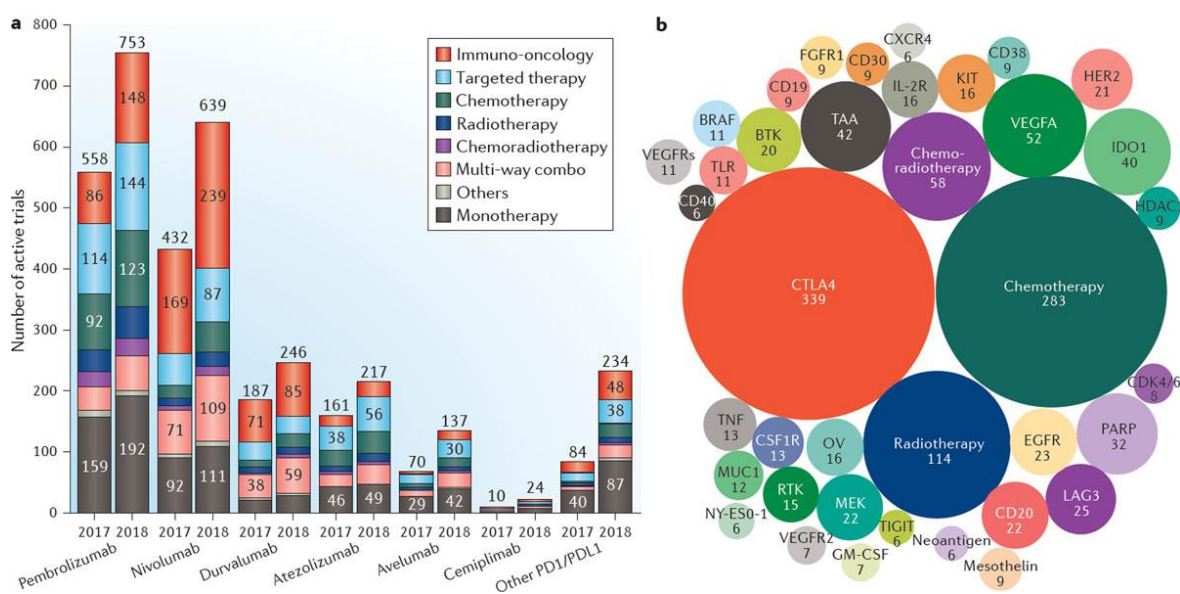 a
800
700
600
500
400
300
200
100
0
Number of active trials
Immuno-oncology
Targeted therapy
Chemotherapy
Radiotherapy
Chemoradiotherapy
Multi-way combo
Others
Monotherapy
558
86
114
92
159
753
148
144
123
192
432
169
71
92
639
239
87
109
111
187
71
38
246
85
59
161
38
46
217
56
49
70
29
137
30
42
10
24
84
40
234
48
38
87
2017 2018
2017 2018
2017 2018
2017 2018
2017 2018
2017 2018
2017 2018
Pembrolizumab
Nivolumab
Durvalumab
Atezolizumab
Avelumab
Cemiplimab
Other PD1/PDL1
b
CXCR4
6
FGFR1
9
CD30
9
CD38
9
CD19
9
IL-2R
16
KIT
16
HER2
21
BRAF
11
BTK
20
TAA
42
VEGFA
52
IDO1
40
VEGFRs
11
TLR
11
Chemo-
radiotherapy
58
CD40
6
HDAC
9
CTLA4
339
Chemotherapy
283
CDK4/6
8
TNF
13
CSF1R
13
OV
16
Radiotherapy
114
EGFR
23
PARP
32
MUC1
12
RTK
15
MEK
22
LAG3
25
CD20
22
NY-ES0-1
6
TIGIT
6
VEGFR2
7
Neoantigen
6
GM-CSF
7
Mesothelin
9